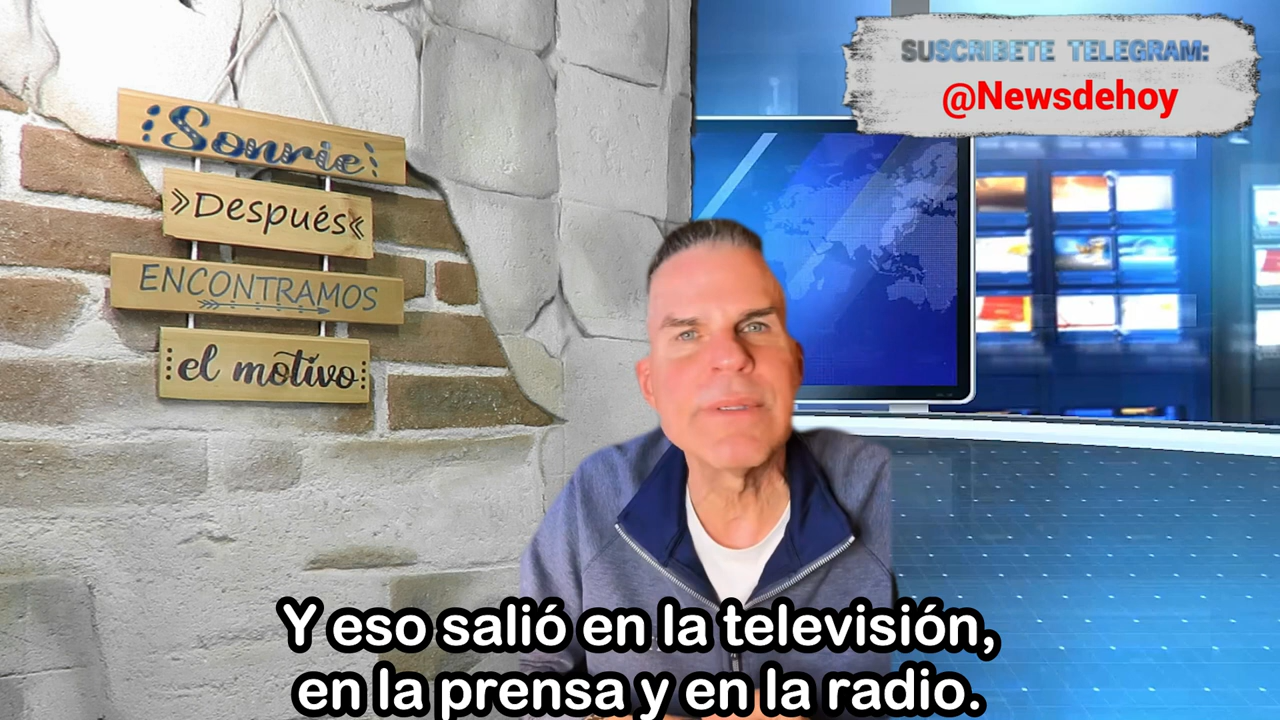 SUSCRIBETE TELEGRAM:
@Newsdehoy
¡Sonríe!
»Después«
ENCONTRAMOS
el motivo
Y eso salió en la televisión,
en la prensa y en la radio.